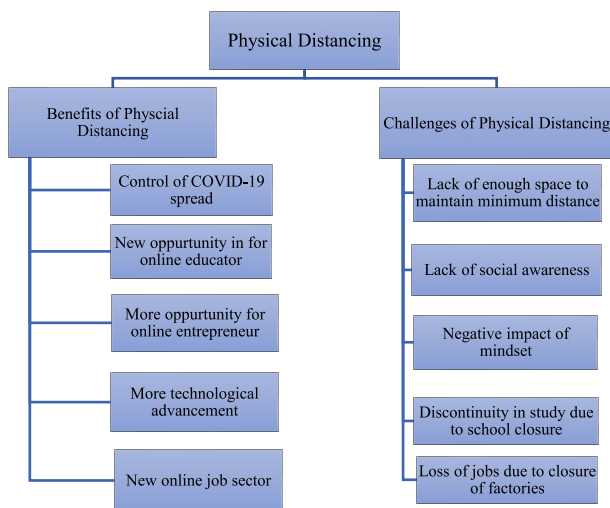 Physical Distancing
Benefits of Physcial
Distancing
Control of COVID-19
spread
New oppurtunity in for
online educator
More opportunity for
online entrepreneur
More technological
advancement
New online job sector
Challenges of Physical Distancing
Lack of enough space to
maintain minimum distance
Lack of social awareness
Negative impact of
mindset
Discontinuity in study due
to school closure
Loss of jobs due to closure
of factories